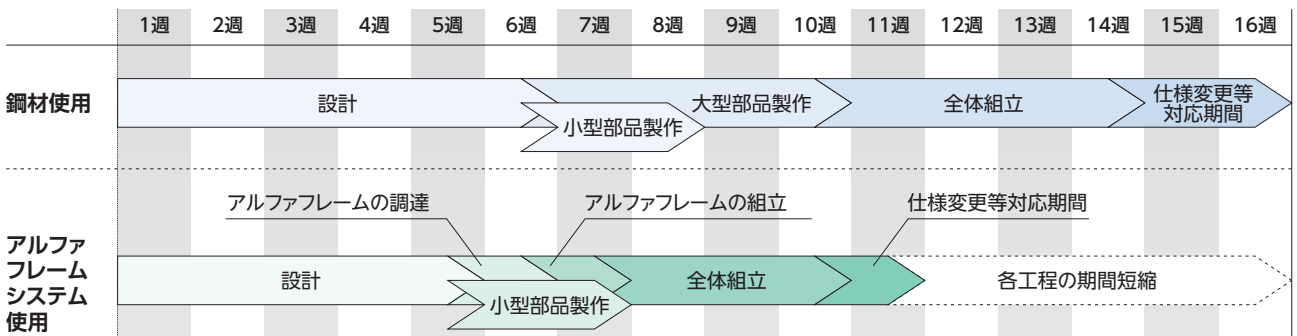 1週 2週 3週 4週 5週 6週 7週 8週 9週 10週 11週 12週 13週 14週 15週 16週
鋼材使用
設計
大型部品製作
小型部品製作
全体組立
仕様変更等
対応期間
アルファフレームの調達
アルファフレームの組立
仕様変更等対応期間
アルファ
フレーム
システム
使用
設計
小型部品製作
全体組立
各工程の期間短縮